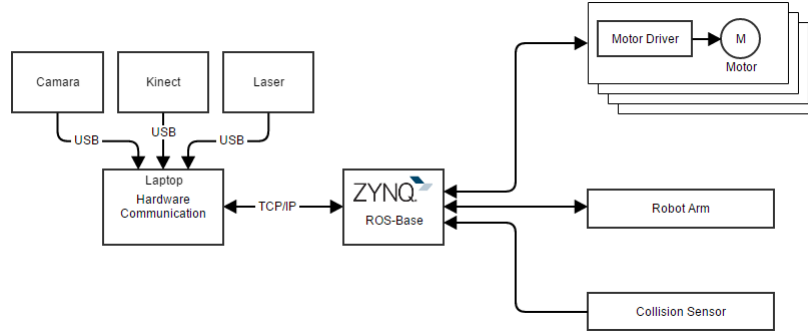 Motor Driver
M
Motor
Camara
Kinect
Laser
USB
USB
USB
Laptop
Hardware
Communication
TCP/IP
ZYNQ
ROS-Base
Robot Arm
Collision Sensor